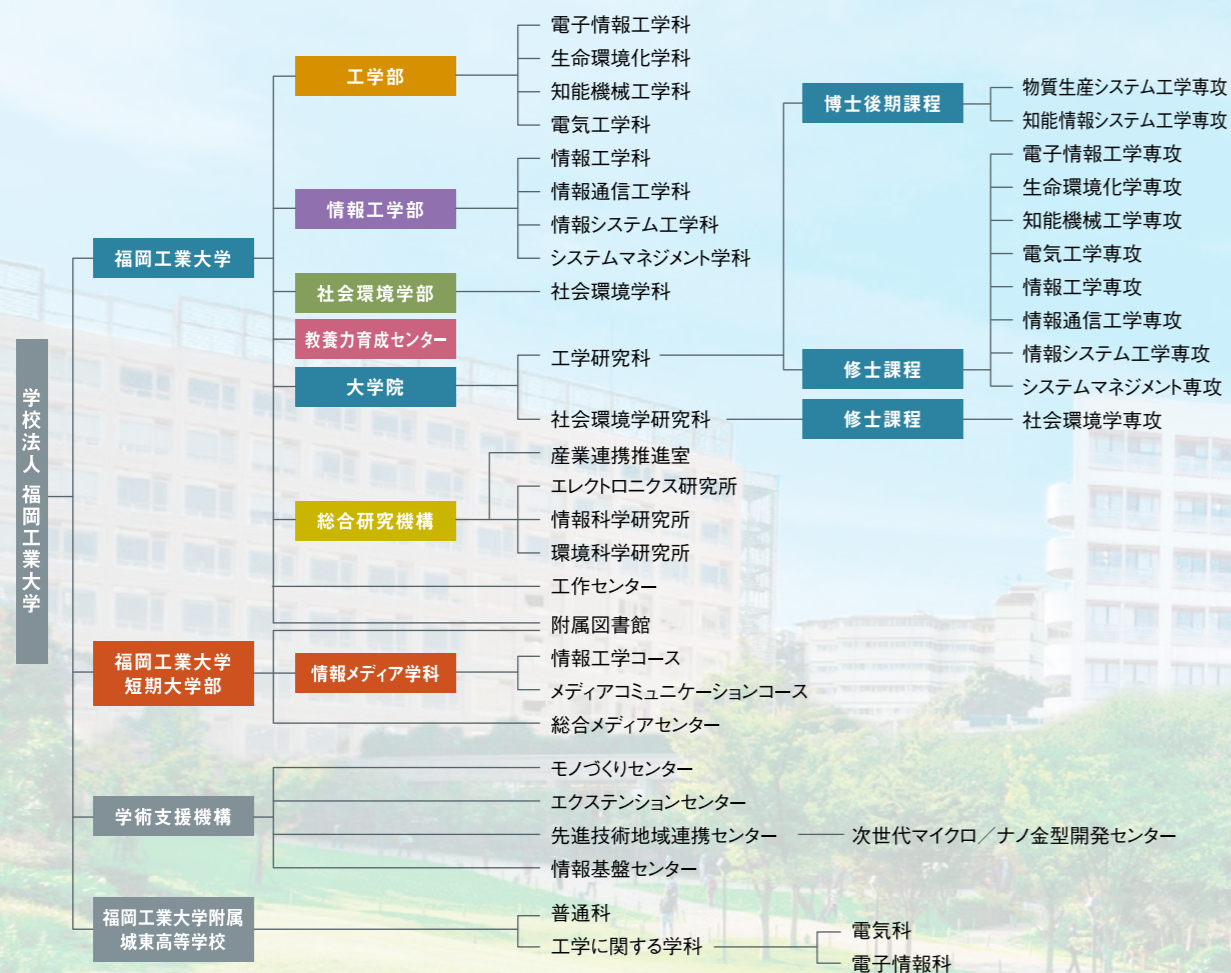 学校法人 福岡工業大学
福岡工業大学
工学部
電子情報工学科
生命環境化学科
知能機械工学科
電気工学科
情報工学部
情報工学科
情報通信工学科
情報システム工学科
システムマネジメント学科
社会環境学部
社会環境学科
教養力育成センター
大学院
工学研究科
博士後期課程
物質生産システム工学専攻
知能情報システム工学専攻
修士課程
電子情報工学専攻
生命環境化学専攻
知能機械工学専攻
電気工学専攻
情報工学専攻
情報通信工学専攻
情報システム工学専攻
システムマネジメント専攻
社会環境学研究科
修士課程
社会環境学専攻
総合研究機構
産業連携推進室
エレクトロニクス研究所
情報科学研究所
環境科学研究所
工作センター
附属図書館
福岡工業大学
短期大学部
情報メディア学科
情報工学コース
メディアコミュニケーションコース
総合メディアセンター
学術支援機構
モノづくりセンター
エクステンションセンター
先進技術地域連携センター
次世代マイクロ／ナノ金型開発センター
情報基盤センター
福岡工業大学附属
城東高等学校
普通科
工学に関する学科
電気科
電子情報科